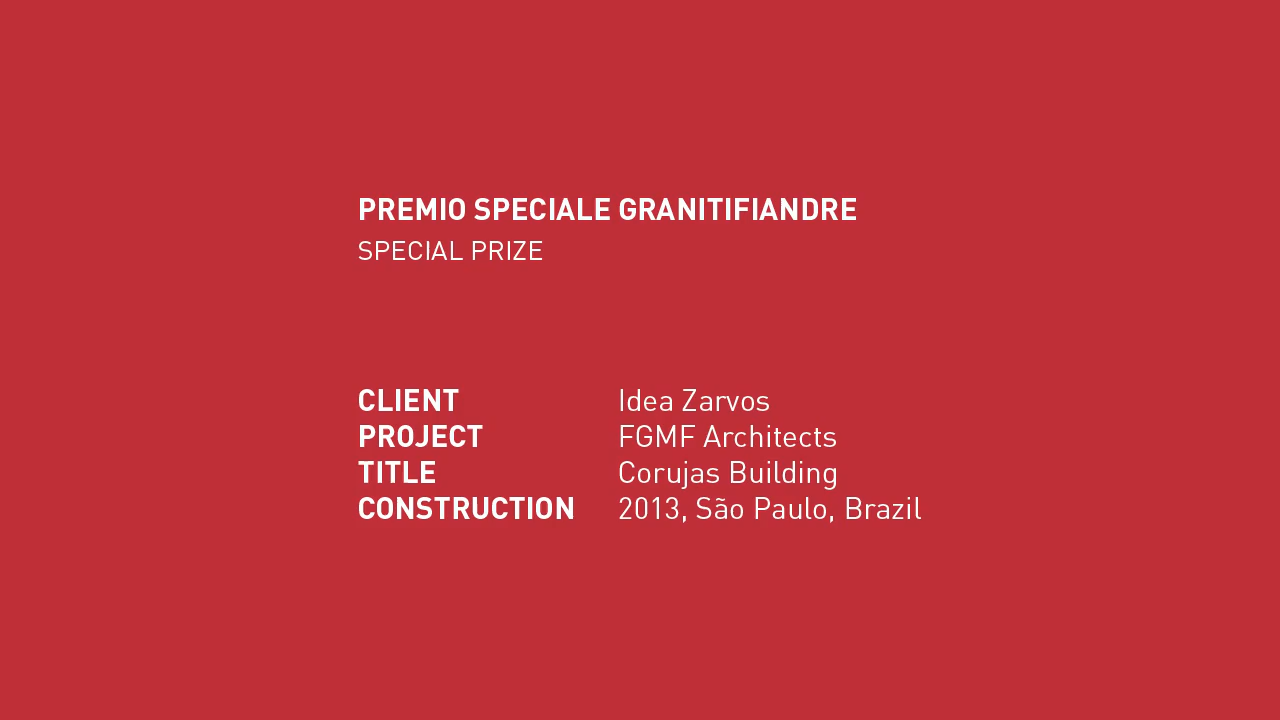 PREMIO SPECIALE GRANITIFIANDRE
SPECIAL PRIZE
CLIENT Idea Zarvos
PROJECT FGMF Architects
TITLE Corujas Building
CONSTRUCTION 2013, São Paulo, Brazil